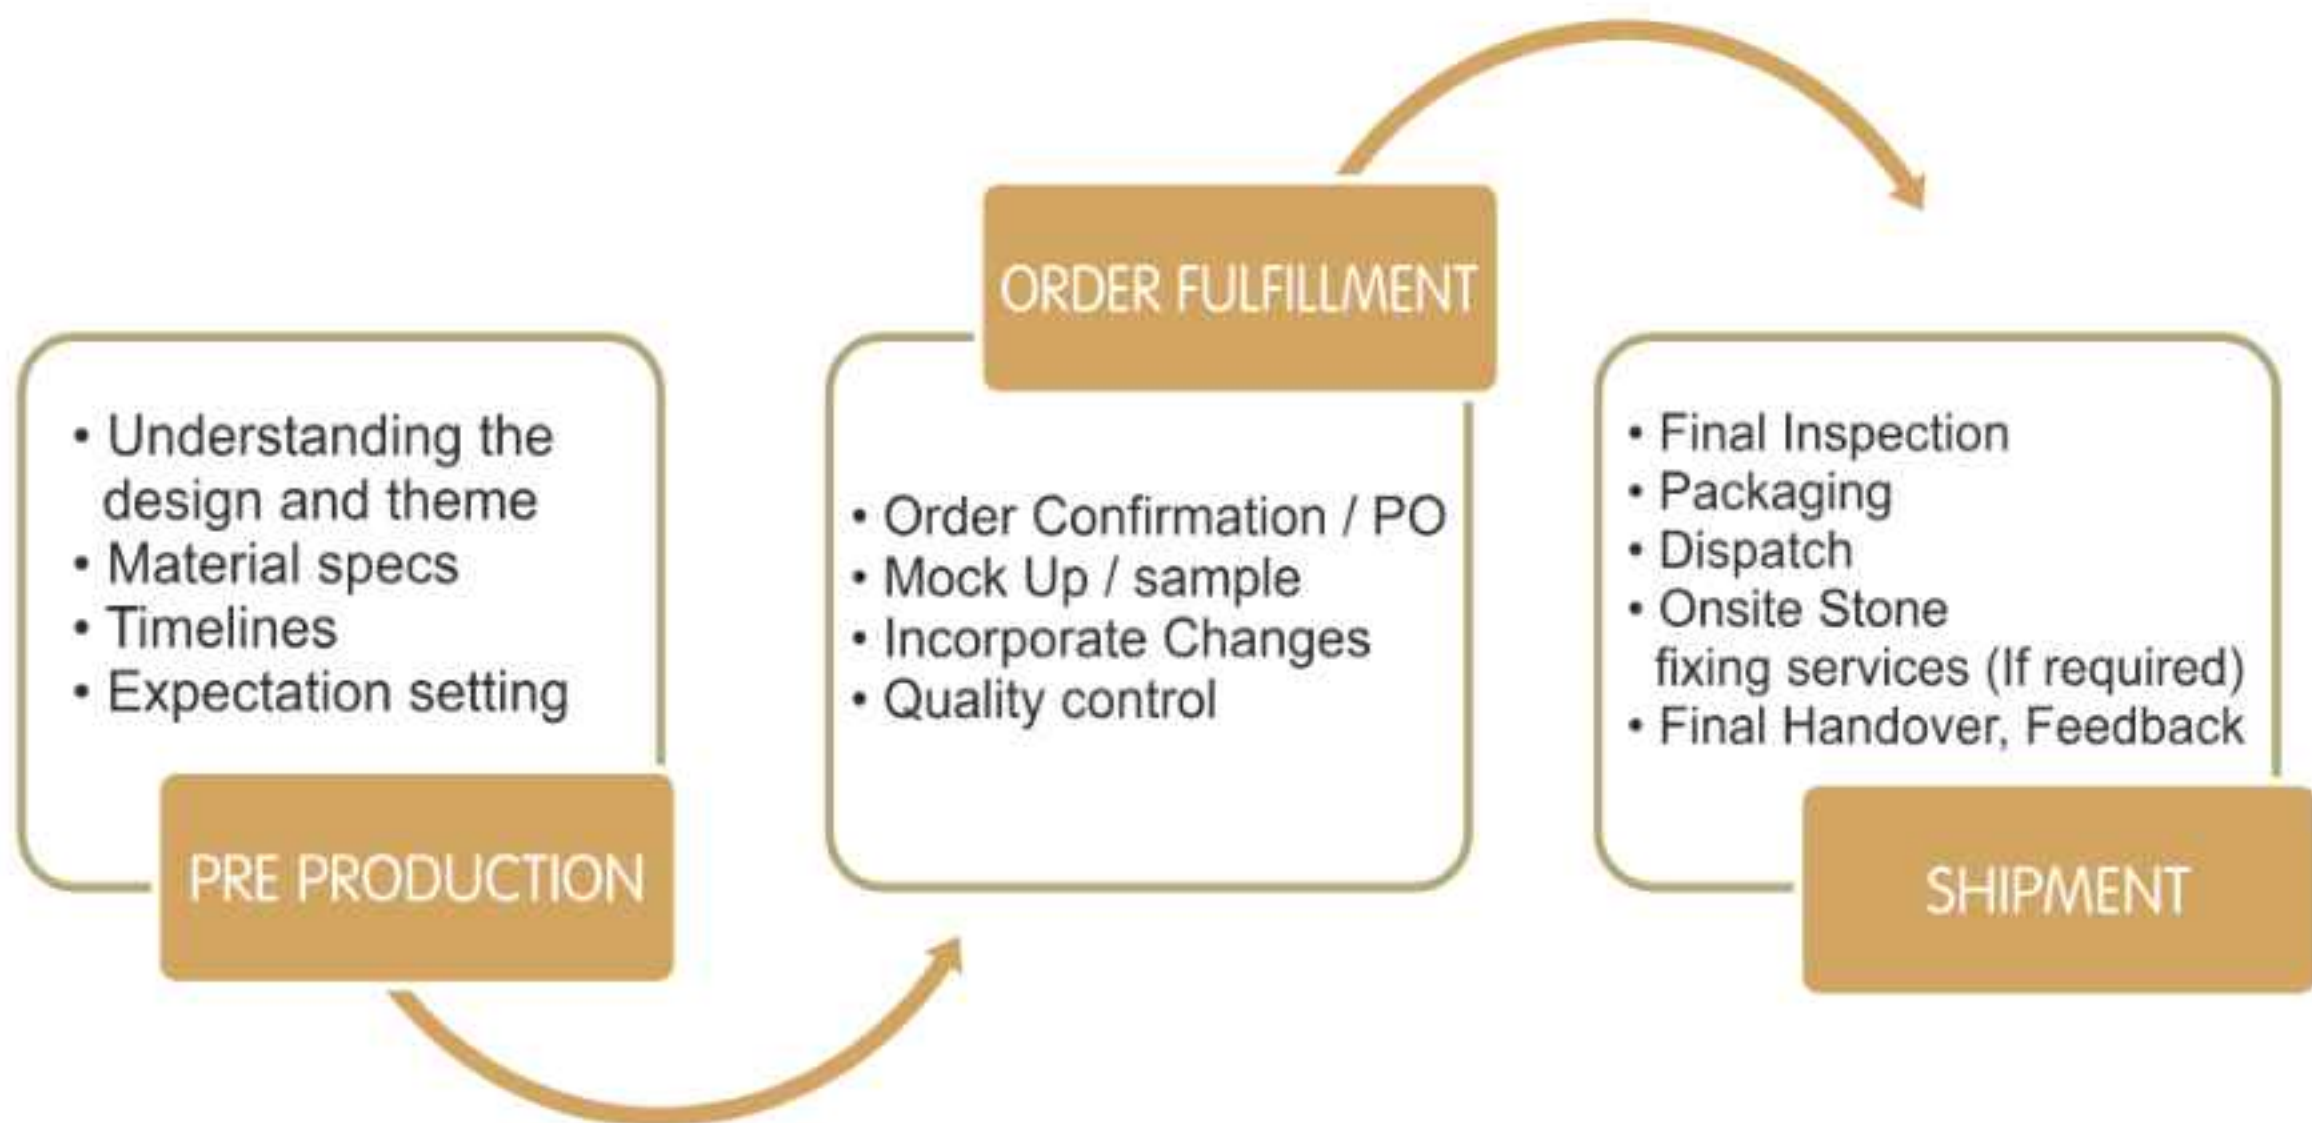 • Understanding the
design and theme
• Material specs
• Timelines
• Expectation setting
PRE PRODUCTION
ORDER FULFILLMENT
• Order Confirmation / PO
• Mock Up / sample
• Incorporate Changes
• Quality control
• Final Inspection
• Packaging
• Dispatch
• Onsite Stone
fixing services (If required)
• Final Handover, Feedback
SHIPMENT